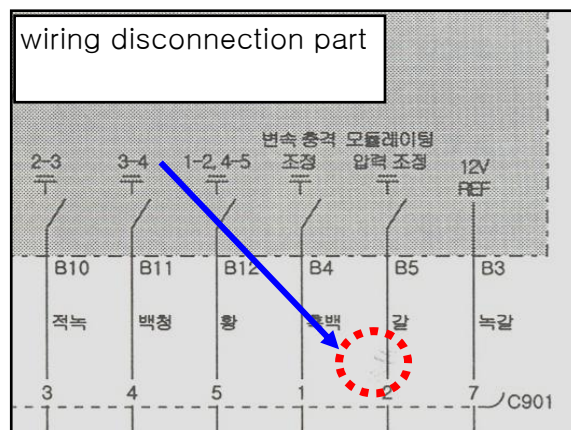 wiring disconnection part
변속 충격 모듈레이팅
2-3 3-4 1-2, 4-5 조정 압력 조정 12V
REF
B10 B11 B12 B4 B5 B3
적녹 백청 황 흑백 갈 녹갈
3 4 5 1 2 7 C901